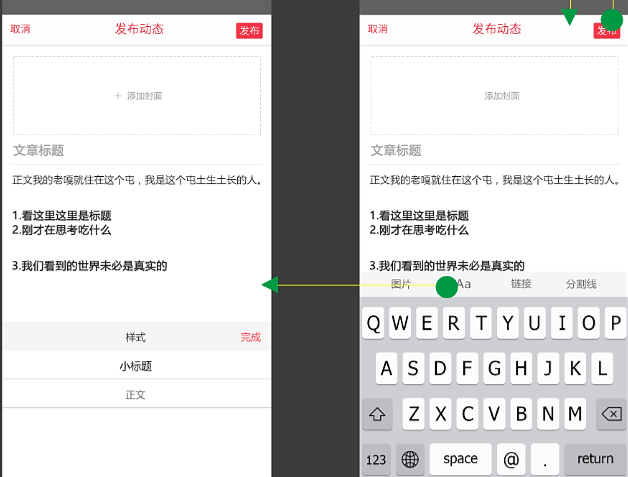 取消 发布动态 发布
+ 添加封面
文章标题
正文我的老嘎就住在这个屯，我是这个屯土生土长的人。
1.看这里这里是标题
2.刚才在思考吃什么
3.我们看到的世界未必是真实的
样式 完成
小标题
正文
取消 发布动态 发布
添加封面
文章标题
正文我的老嘎就住在这个屯，我是这个屯土生土长的人。
1.看这里这里是标题
2.刚才在思考吃什么
3.我们看到的世界未必是真实的
图片 Aa 链接 分割线
Q W E R T Y U I O P
A S D F G H J K L
Z X C V B N M
123 space @ . return